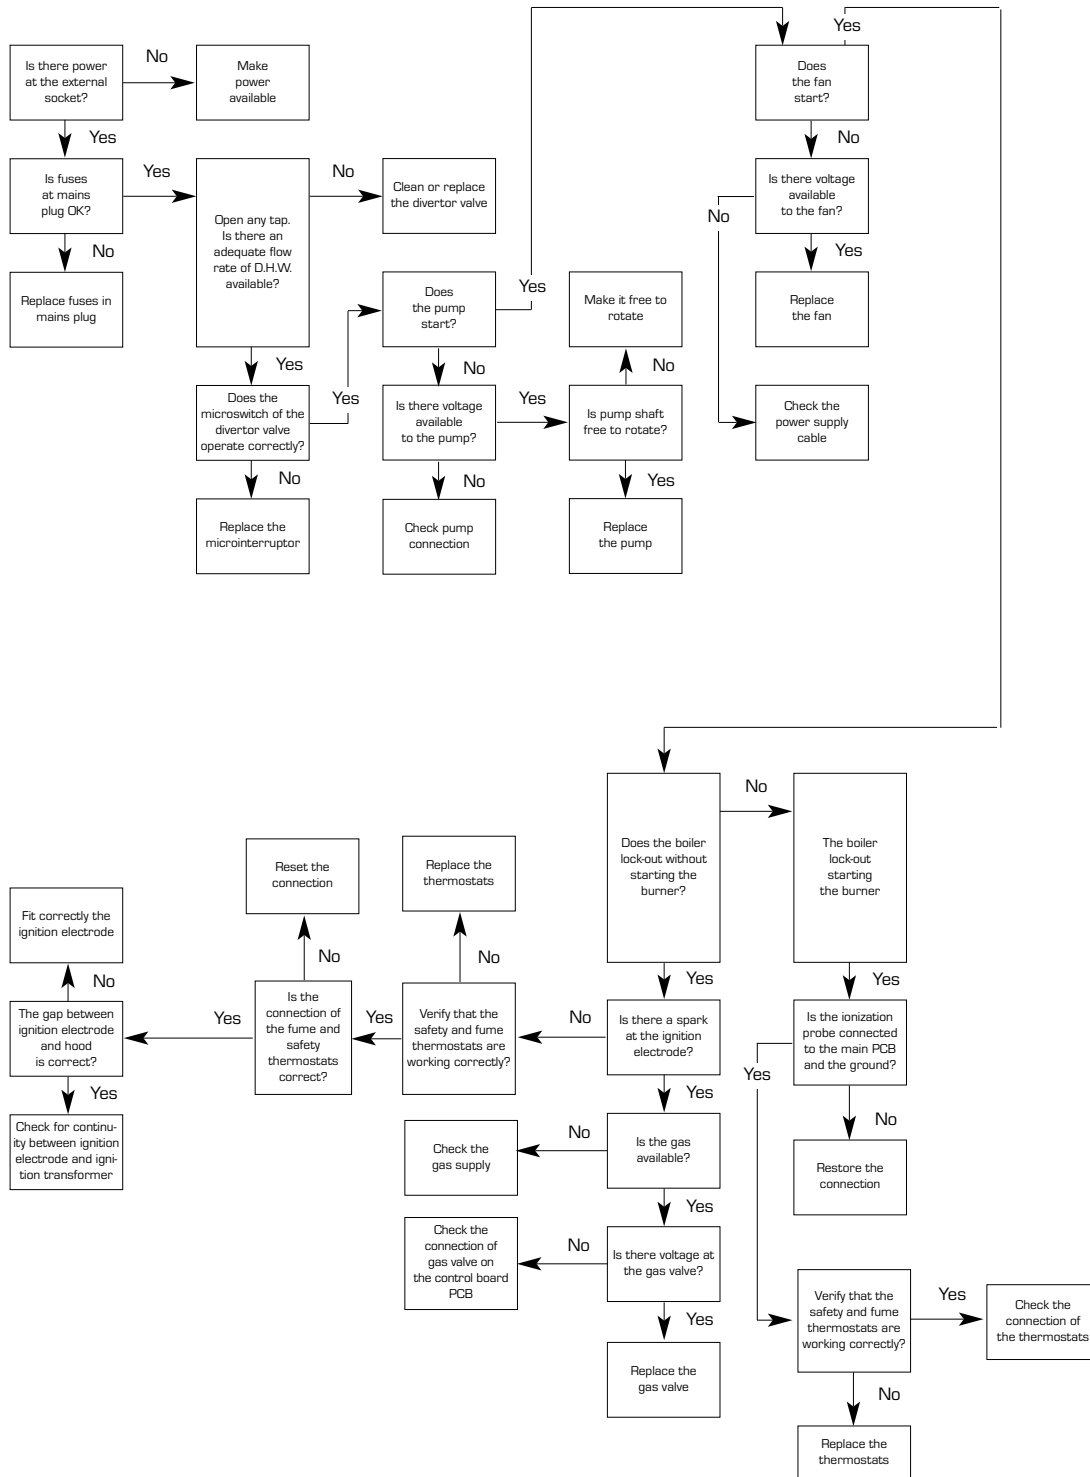 Is there power
at the external
socket?
No
Make
power
available
Yes
Is fuses
at mains
plug OK?
Yes
No
Replace fuses in
mains plug
Open any tap.
Is there an
adequate flow
rate of D.H.W.
available?
No
Clean or replace
the divertor valve
Yes
Does the
microswitch of the
divertor valve
operate correctly?
Yes
No
Replace the
microinterruptor
Does
the pump
start?
Yes
No
Is there voltage
available
to the pump?
Yes
No
Check pump
connection
Make it free to
rotate
No
Is pump shaft
free to rotate?
Yes
Replace
the pump
Yes
Does
the fan
start?
No
Is there voltage
available
to the fan?
No
Yes
Replace
the fan
Check the
power supply
cable
Does the boiler
lock-out without
starting the
burner?
No
The boiler
lock-out
starting
the burner
Yes
Yes
Is there a spark
at the ignition
electrode?
No
Verify that the
safety and fume
thermostats are
working correctly?
No
Replace the
thermostats
Yes
Is the
connection of
the fume and
safety
thermostats
correct?
No
Reset the
connection
Yes
The gap between
ignition electrode
and hood
is correct?
No
Fit correctly the
ignition electrode
Yes
Check for continu-
ity between ignition
electrode and igni-
tion transformer
Yes
Is the gas
available?
No
Check the
gas supply
Yes
Is there voltage at
the gas valve?
No
Check the
connection of
gas valve on
the control board
PCB
Yes
Replace the
gas valve
Is the ionization
probe connected
to the main PCB
and the ground?
Yes
No
Restore the
connection
Verify that the
safety and fume
thermostats are
working correctly?
Yes
Check the
connection of
the thermostats
No
Replace the
thermostats